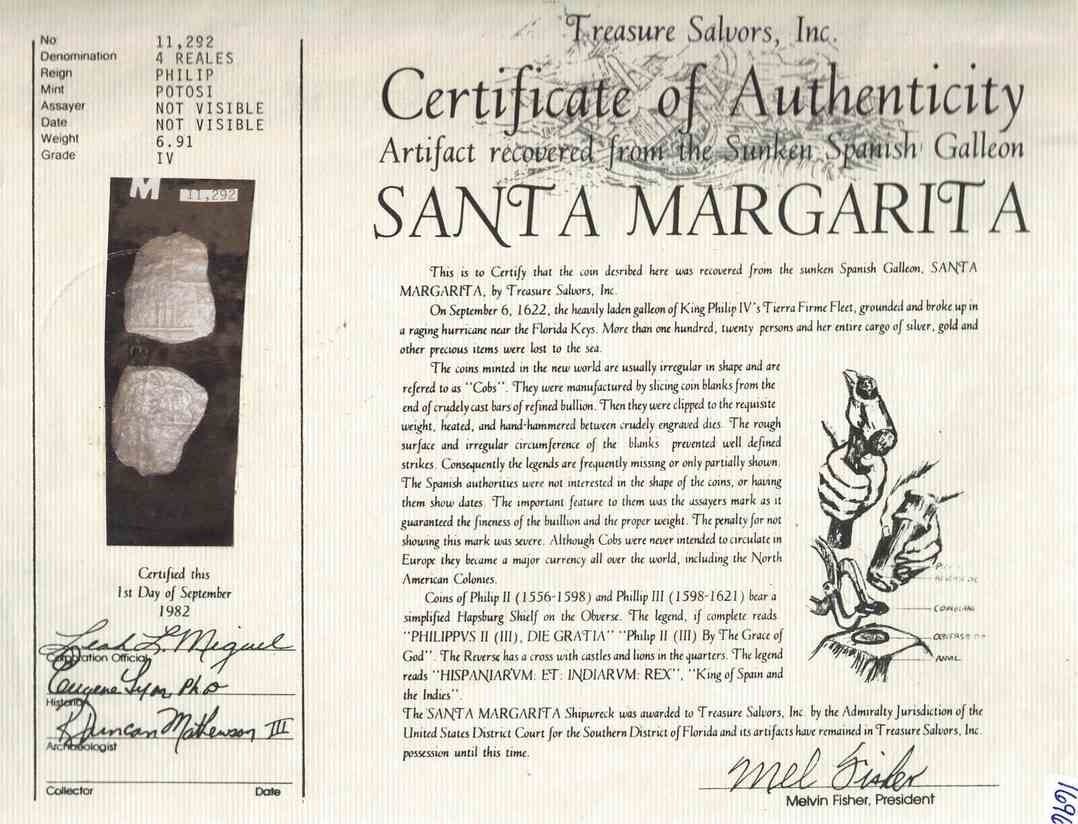 No 11,292
Denomination 4 REALES
Reign PHILIP
Mint POTOSI
Assayer NOT VISIBLE
Date NOT VISIBLE
Weight 6.91
Grade IV
M 11,292
Certified this
1st Day of September
1982
Leah L. Miguel
Corporation Official
Eugene Lyon, PhD
Historian
R Duncan Mathewson III
Archaeologist
Collector Date
Treasure Salvors, Inc.
Certificate of Authenticity
Artifact recovered from the Sunken Spanish Galleon
SANTA MARGARITA
This is to Certify that the coin desribed here was recovered from the sunken Spanish Galleon, SANTA
MARGARITA, by Treasure Salvors, Inc.
On September 6, 1622, the heavily laden galleon of King Philip IV's Tierra Firme Fleet, grounded and broke up in
a raging hurricane near the Florida Keys. More than one hundred, twenty persons and her entire cargo of silver, gold and
other precious items were lost to the sea.
The coins minted in the new world are usually irregular in shape and are
refered to as "Cobs". They were manufactured by slicing coin blanks from the
end of crudely cast bars of refined bullion. Then they were clipped to the requisite
weight, heated, and hand-hammered between crudely engraved dies. The rough
surface and irregular circumference of the blanks prevented well defined
strikes. Consequently the legends are frequently missing or only partially shown.
The Spanish authorities were not interested in the shape of the coins, or having
them show dates. The important feature to them was the assayers mark as it
guaranteed the fineness of the buillion and the proper weight. The penalty for not
showing this mark was severe. Although Cobs were never intended to circulate in
Europe they became a major currency all over the world, including the North
American Colonies.
Coins of Philip II (1556-1598) and Phillip III (1598-1621) bear a
simplified Hapsburg Shielf on the Obverse. The legend, if complete reads
"PHILIPPVS II (III), DIE GRATIA" "Philip II (III) By The Grace of
God". The Reverse has a cross with castles and lions in the quarters. The legend
reads "HISPANIARVM: ET: INDIARVM: REX", "King of Spain and
the Indies".
The SANTA MARGARITA Shipwreck was awarded to Treasure Salvors, Inc. by the Admiralty Jurisdiction of the
United States District Court for the Southern District of Florida and its artifacts have remained in Treasure Salvors, Inc.
possession until this time.
REVERSE DIE
COIN BLANK
OBVERSE DIE
ANVIL
Mel Fisher
Melvin Fisher, President